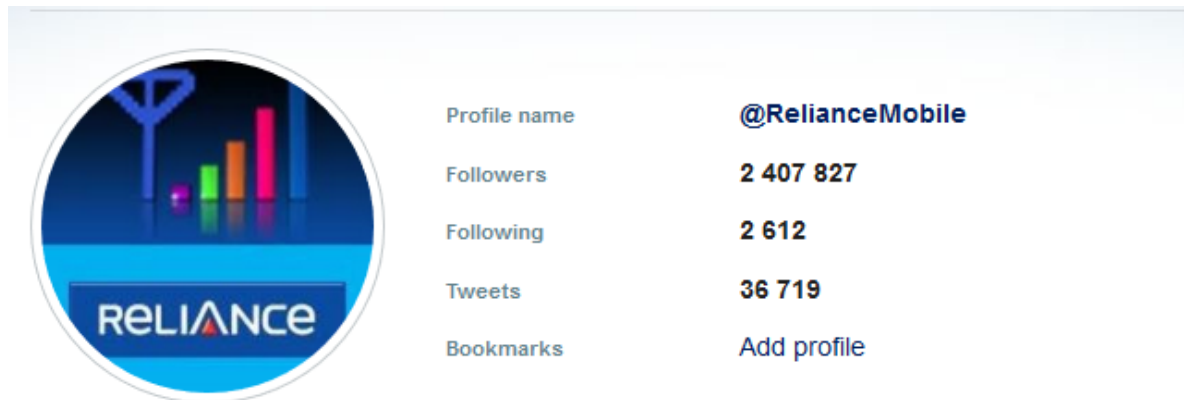 RELIANCE
Profile name @RelianceMobile
Followers 2 407 827
Following 2 612
Tweets 36 719
Bookmarks Add profile